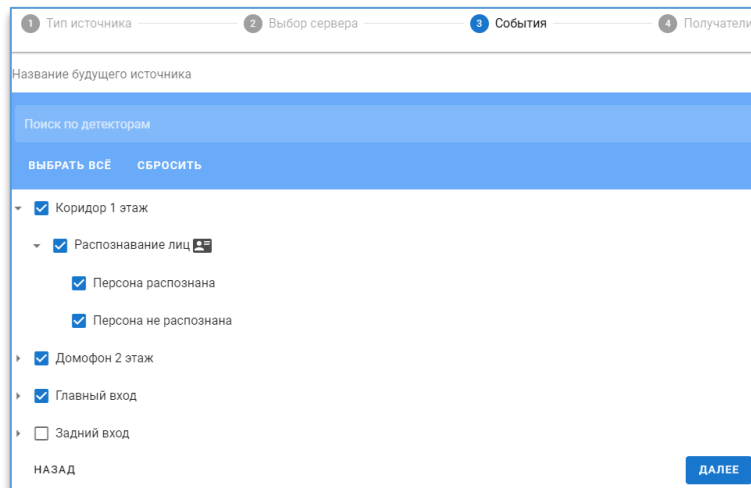 1 Тип источника 2 Выбор сервера 3 События 4 Получатели
Название будущего источника
Поиск по детекторам
ВЫБРАТЬ ВСЁ СБРОСИТЬ
Коридор 1 этаж
Распознавание лиц
Персона распознана
Персона не распознана
Домофон 2 этаж
Главный вход
Задний вход
НАЗАД ДАЛЕЕ